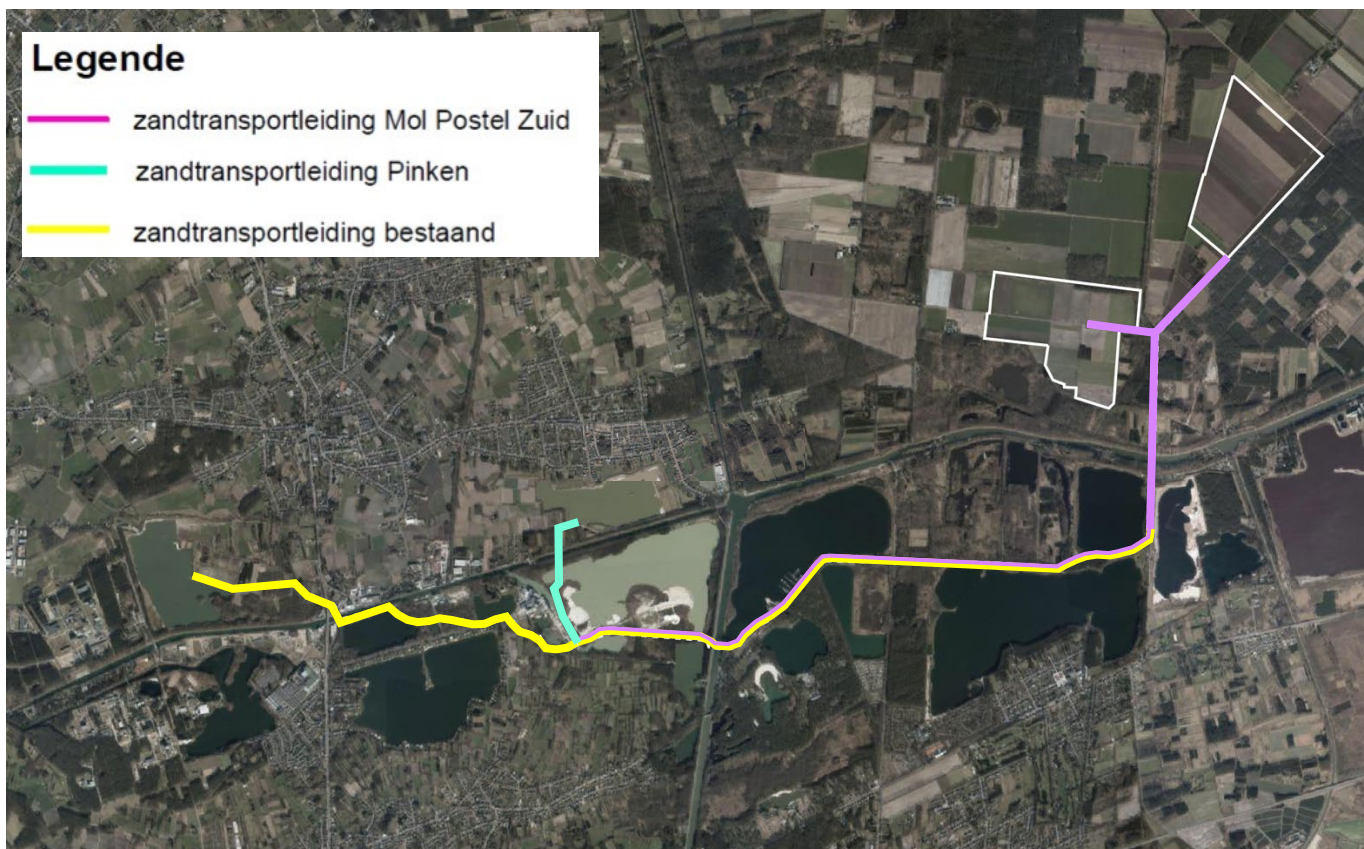 Legende
zandtransportleiding Mol Postel Zuid
zandtransportleiding Pinken
zandtransportleiding bestaand